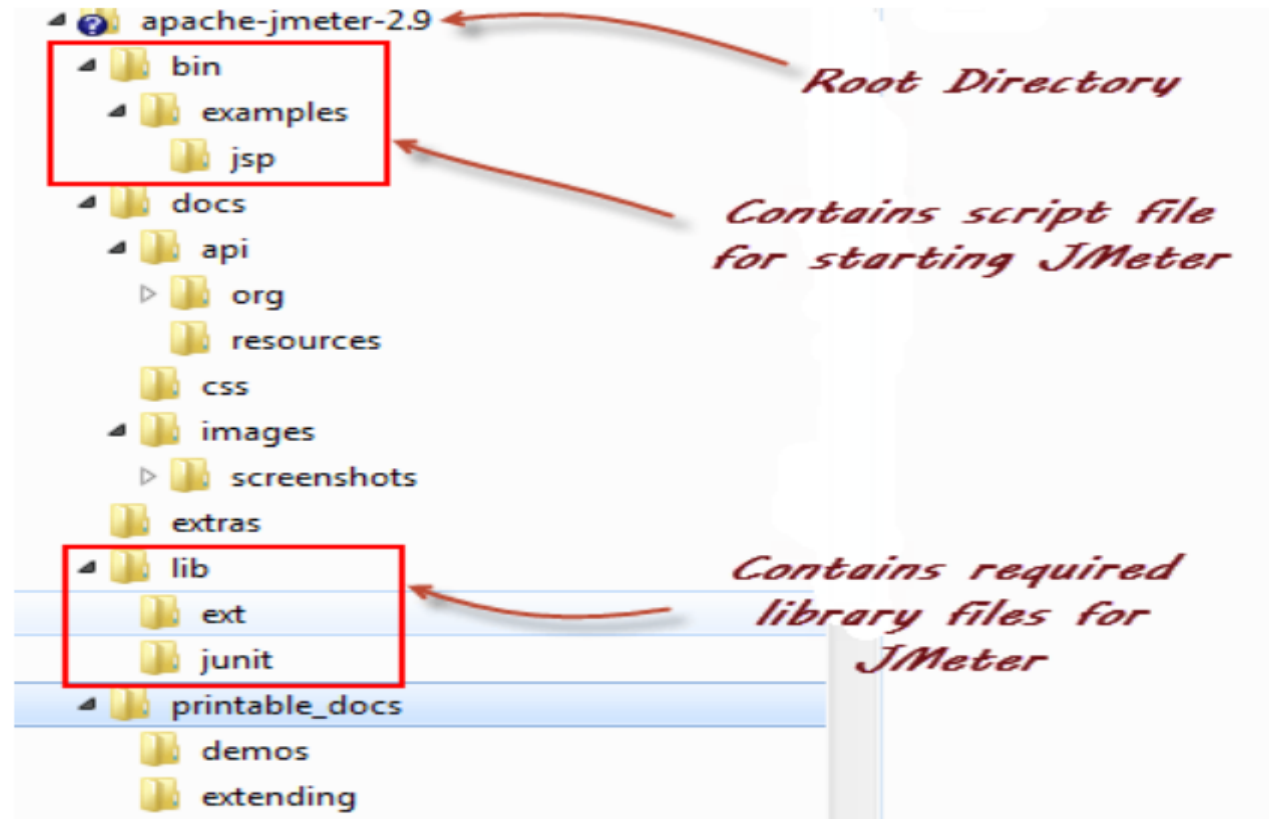 apache-jmeter-2.9
bin
Root Directory
examples
jsp
docs
Contains script file
for starting JMeter
api
org
resources
css
images
screenshots
extras
lib
Contains required
library files for
JMeter
ext
junit
printable_docs
demos
extending